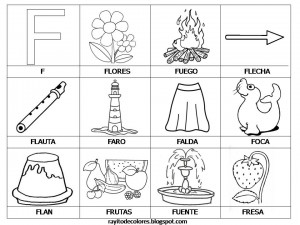 F
F FLORES FUEGO FLECHA
FLAUTA FARO FALDA FOCA
FLAN FRUTAS FUENTE FRESA
rayitodecolores.blogspot.com